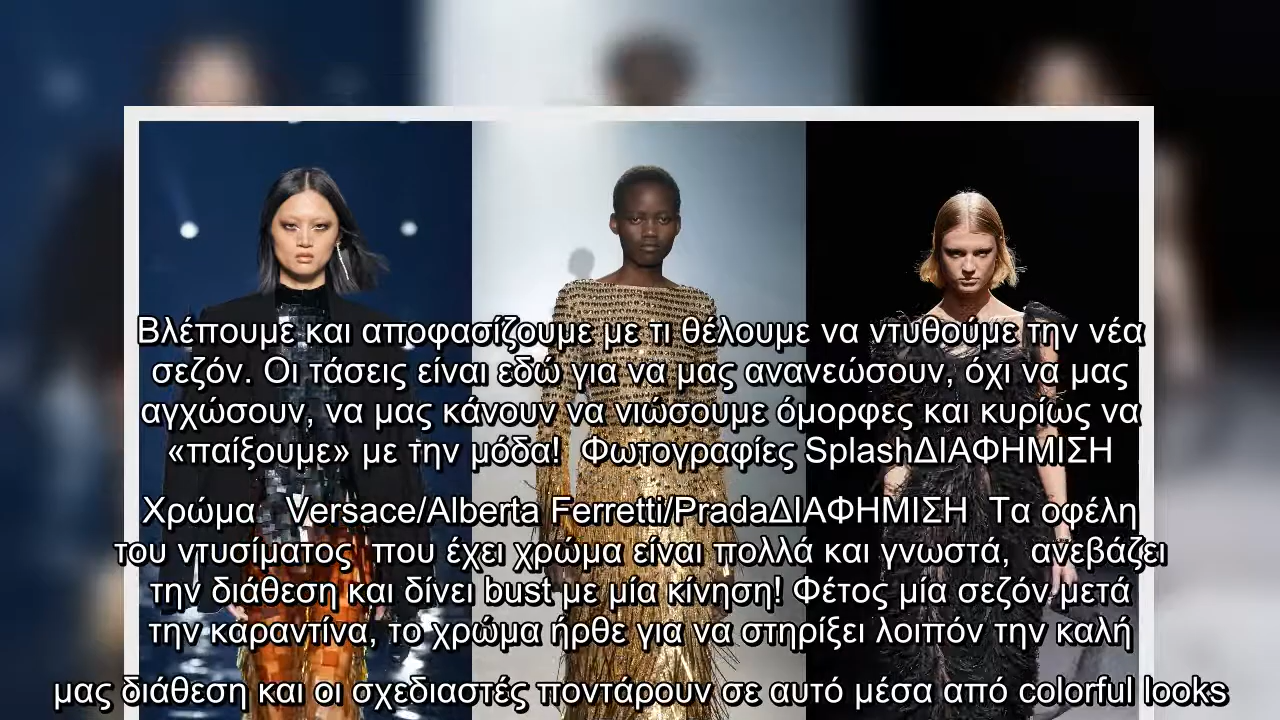 Βλέπουμε και αποφασίζουμε με τι θέλουμε να ντυθούμε την νέα
σεζόν. Οι τάσεις είναι εδώ για να μας ανανεώσουν, όχι να μας
αγχώσουν, να μας κάνουν να νιώσουμε όμορφες και κυρίως να
«παίξουμε» με την μόδα!  Φωτογραφίες SplashΔΙΑΦΗΜΙΣΗ
Χρώμα:  Versace/Alberta Ferretti/PradaΔΙΑΦΗΜΙΣΗ  Τα οφέλη
του ντυσίματος  που έχει χρώμα είναι πολλά και γνωστά,  ανεβάζει
την διάθεση και δίνει bust με μία κίνηση! Φέτος μία σεζόν μετά
την καραντίνα, το χρώμα ήρθε για να στηρίξει λοιπόν την καλή
μας διάθεση και οι σχεδιαστές ποντάρουν σε αυτό μέσα από colorful looks